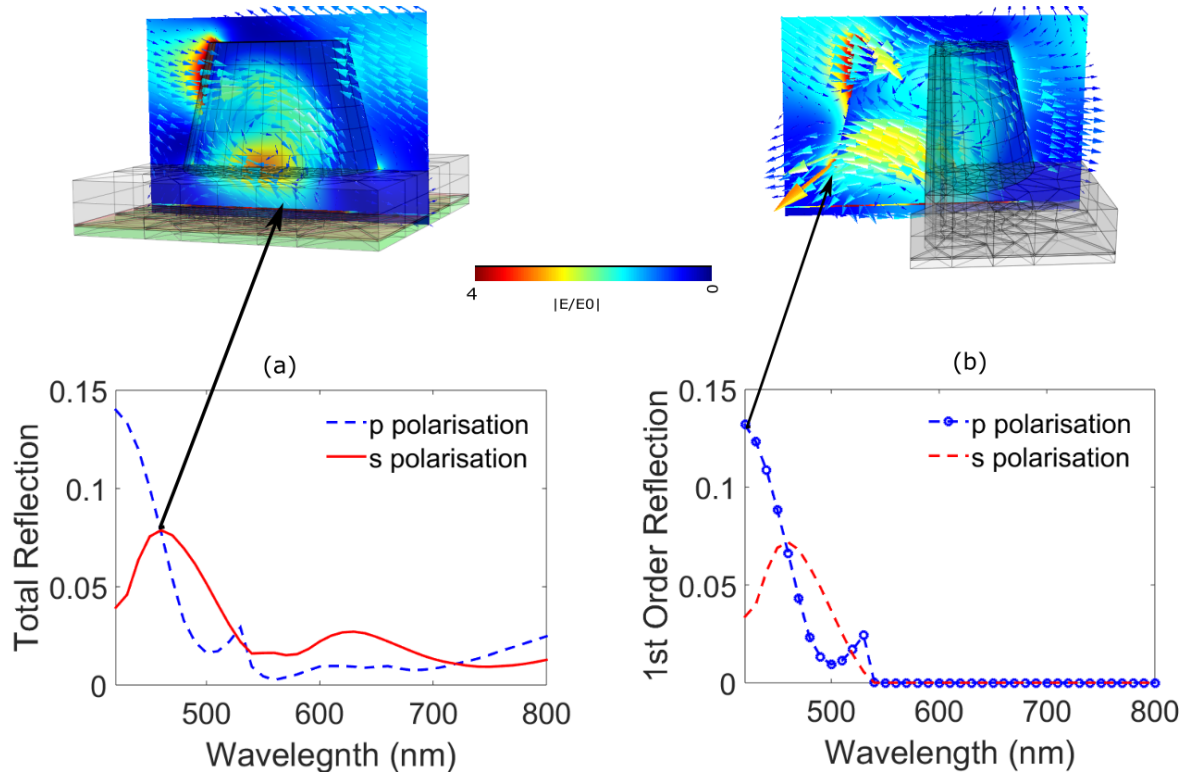 4
0
|E/E0|
(a)
(b)
0.15
0.1
0.05
0
Total Reflection
p polarisation
s polarisation
500
600
700
800
Wavelegnth (nm)
0.15
0.1
0.05
0
1st Order Reflection
p polarisation
s polarisation
500
600
700
800
Wavelength (nm)